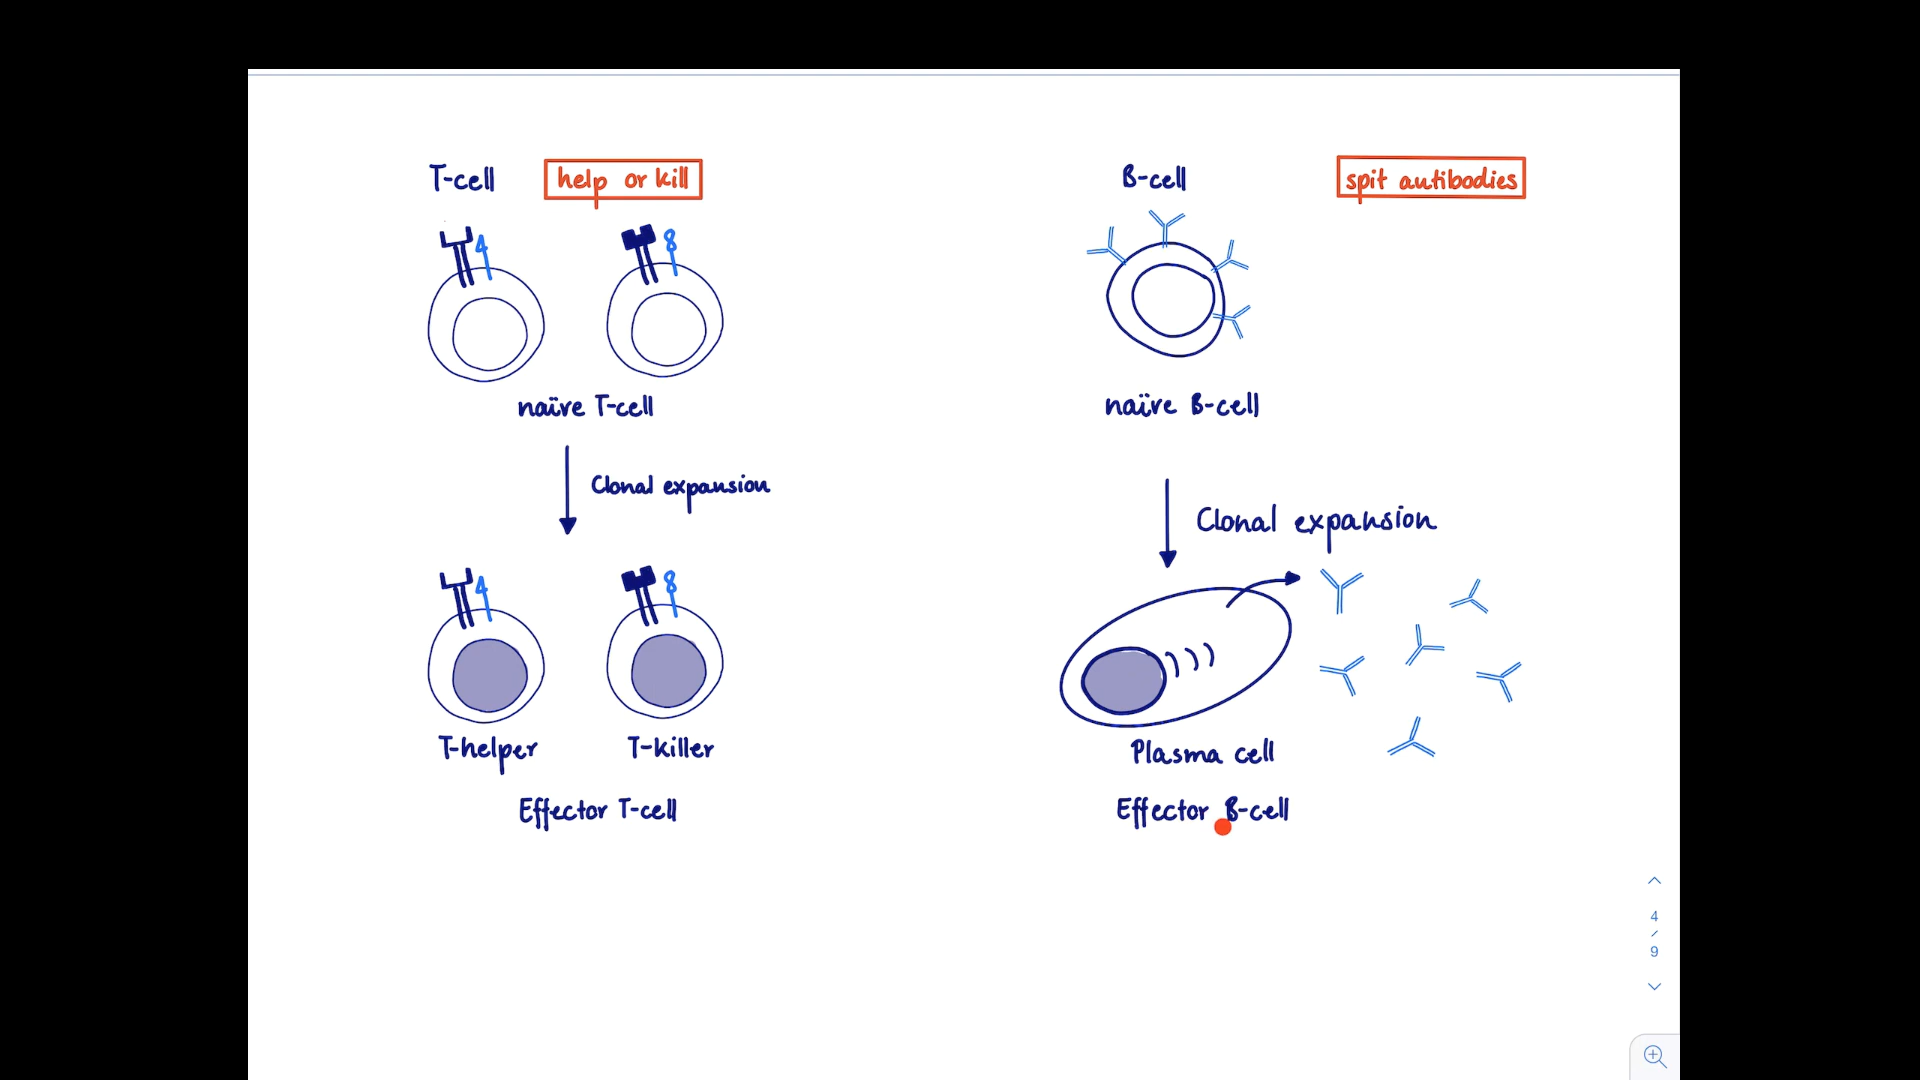 T-cell
help or kill
4
8
naïve T-cell
Clonal expansion
4
8
T-helper
T-killer
Effector T-cell
B-cell
spit autibodies
naïve B-cell
Clonal expansion
Plasma cell
Effector B-cell
4
/
9